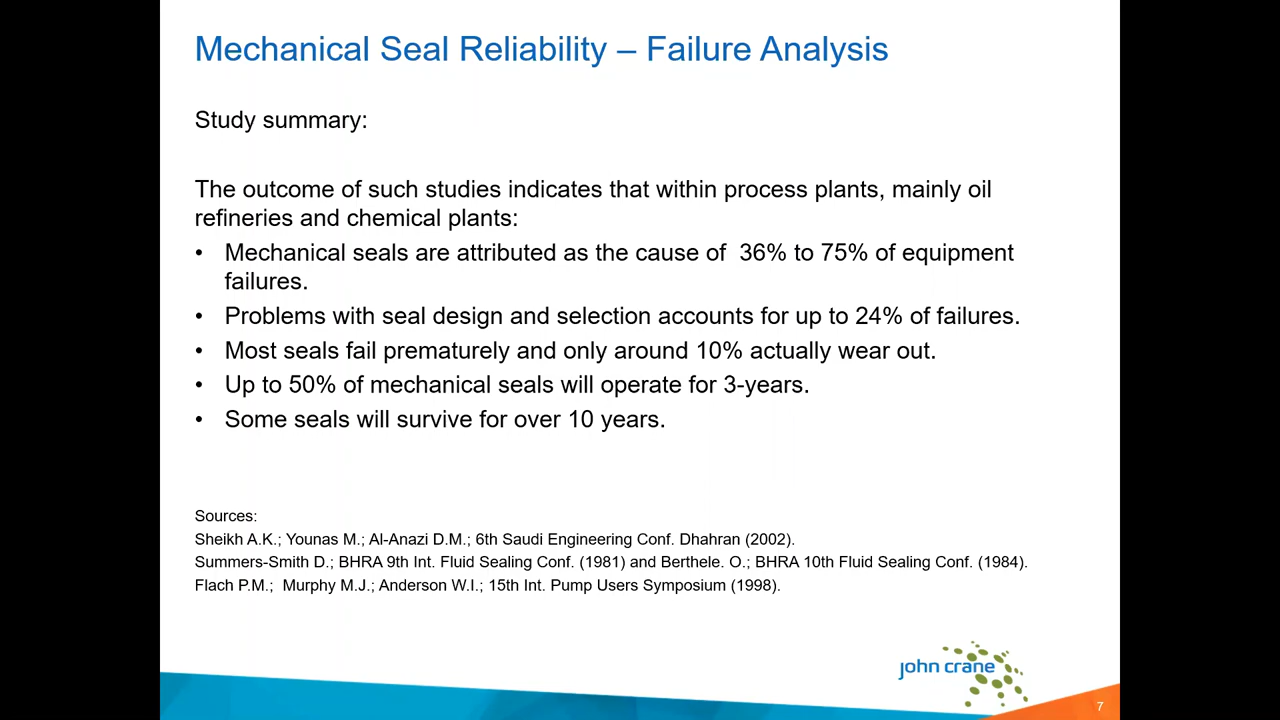 Mechanical Seal Reliability – Failure Analysis
Study summary:
The outcome of such studies indicates that within process plants, mainly oil
refineries and chemical plants:
• Mechanical seals are attributed as the cause of  36% to 75% of equipment
failures.
• Problems with seal design and selection accounts for up to 24% of failures.
• Most seals fail prematurely and only around 10% actually wear out.
• Up to 50% of mechanical seals will operate for 3-years.
• Some seals will survive for over 10 years.
Sources:
Sheikh A.K.; Younas M.; Al-Anazi D.M.; 6th Saudi Engineering Conf. Dhahran (2002).
Summers-Smith D.; BHRA 9th Int. Fluid Sealing Conf. (1981) and Berthele. O.; BHRA 10th Fluid Sealing Conf. (1984).
Flach P.M.;  Murphy M.J.; Anderson W.I.; 15th Int. Pump Users Symposium (1998).
john crane
7